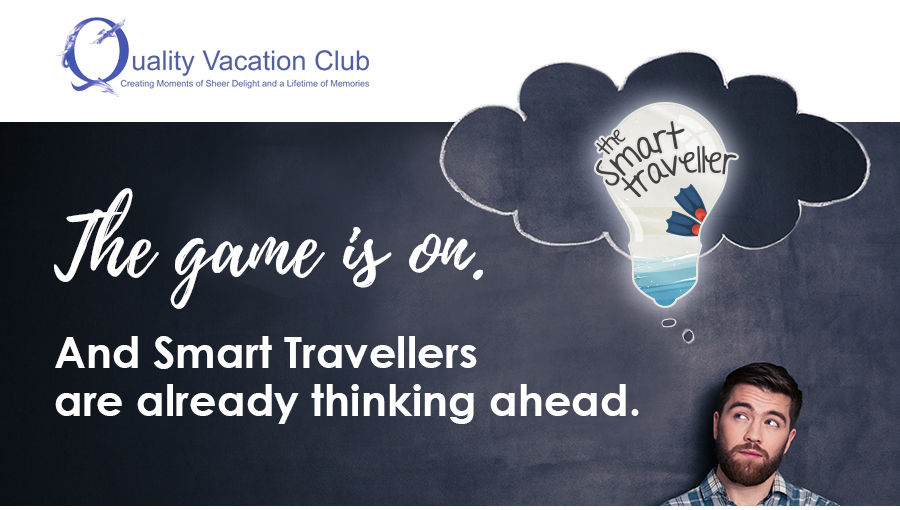 Quality Vacation Club
Creating Moments of Sheer Delight and a Lifetime of Memories
the
smart
traveller
The game is on.
And Smart Travellers
are already thinking ahead.